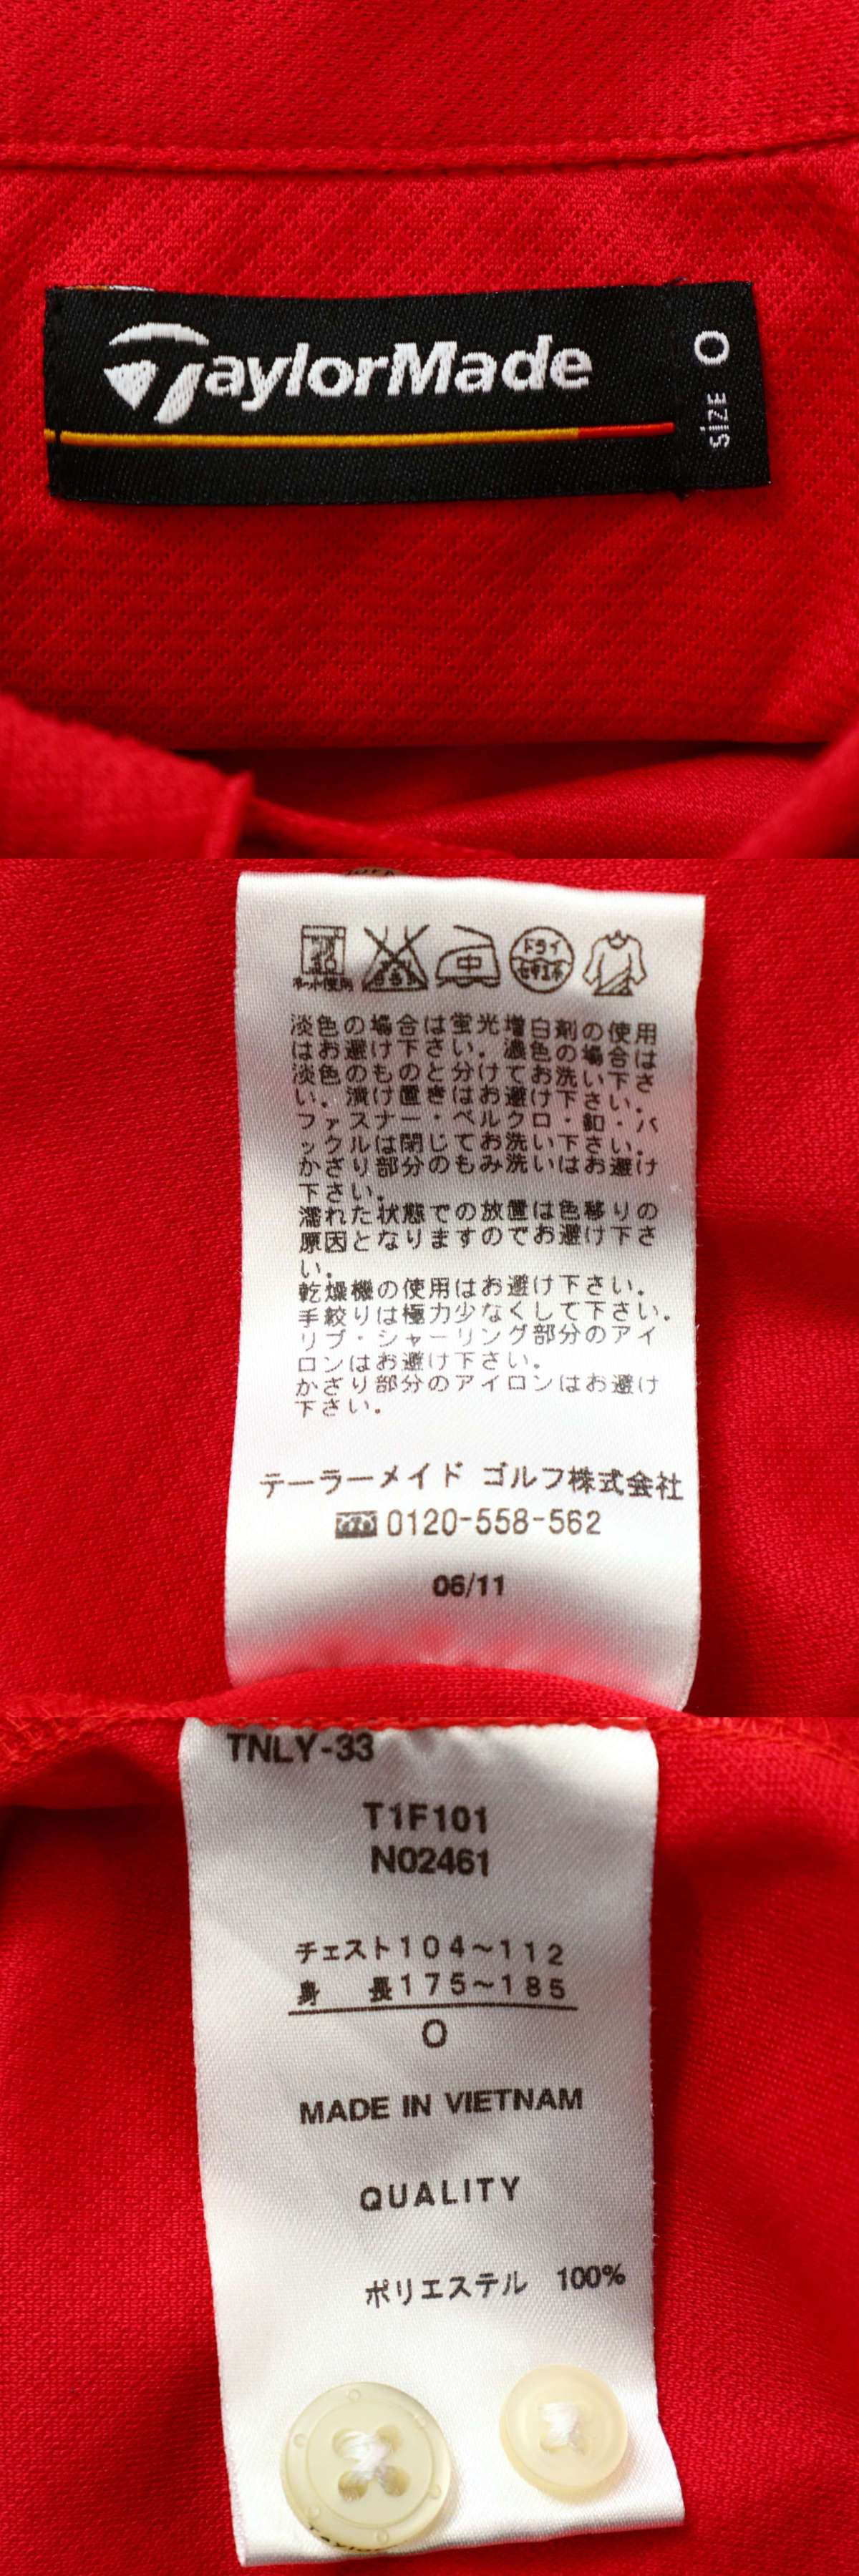 TaylorMade
SIZE O
ネット使用
中
ドライ
淡色の場合は蛍光増白剤の使用
はお避け下さい。濃色の場合は
淡色のものと分けてお洗い下さ
い。漬け置きはお避け下さい。
ファスナー・ベルクロ・釦・バ
ックルは閉じてお洗い下さい。
かざり部分のもみ洗いはお避け
下さい。
濡れた状態での放置は色移りの
原因となりますのでお避け下さ
い。
乾燥機の使用はお避け下さい。
手絞りは極力少なくして下さい。
リブ・シャーリング部分のアイ
ロンはお避け下さい。
かざり部分のアイロンはお避け
下さい。
テーラーメイド ゴルフ株式会社
0120-558-562
06/11
TNLY-33
T1F101
N02461
チェスト104~112
身 長175~185
O
MADE IN VIETNAM
QUALITY
ポリエステル 100%